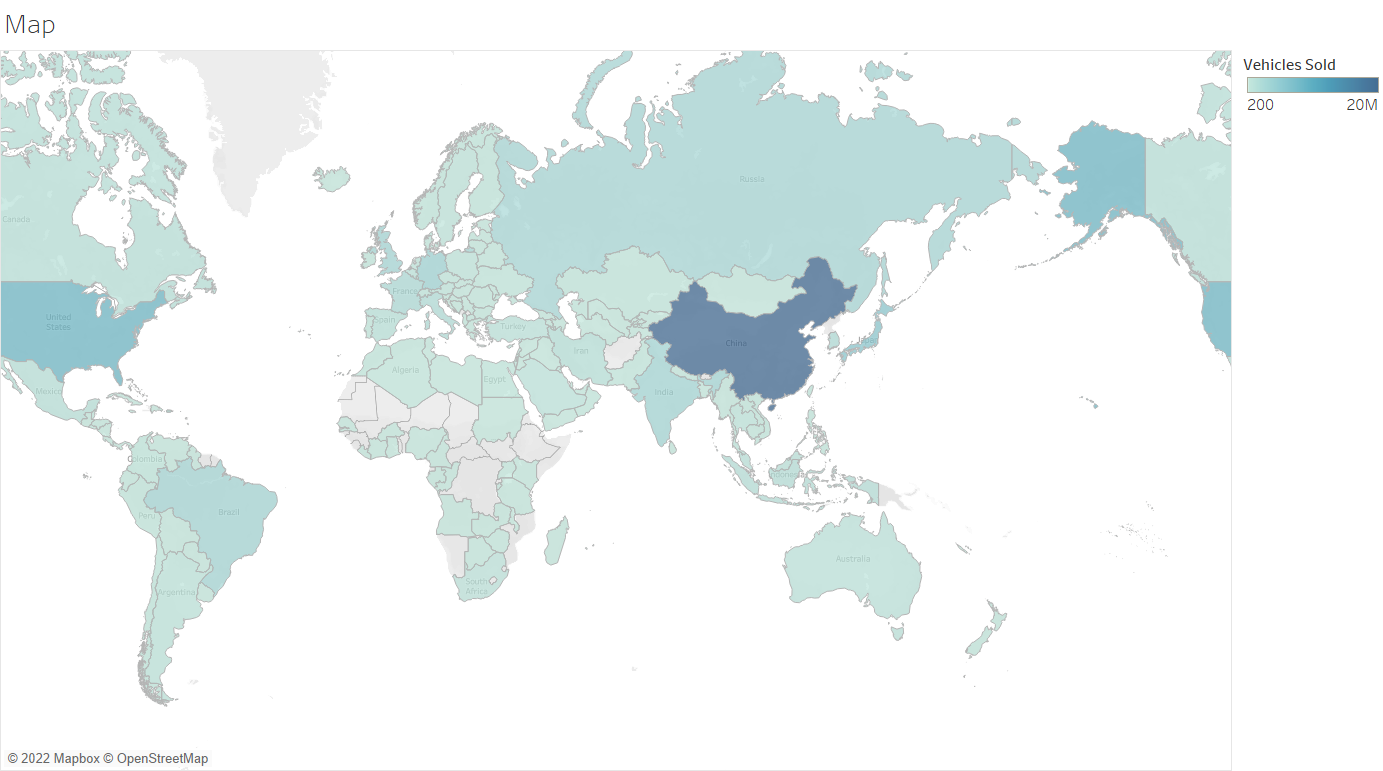 Map
Vehicles Sold
200
20M
Russia
Canada
France
United
States
Spain
Turkey
China
Japan
Iran
Algeria
Egypt
India
Mexico
Colombia
Indonesia
Peru
Brazil
Australia
South
Africa
Argentina
© 2022 Mapbox © OpenStreetMap